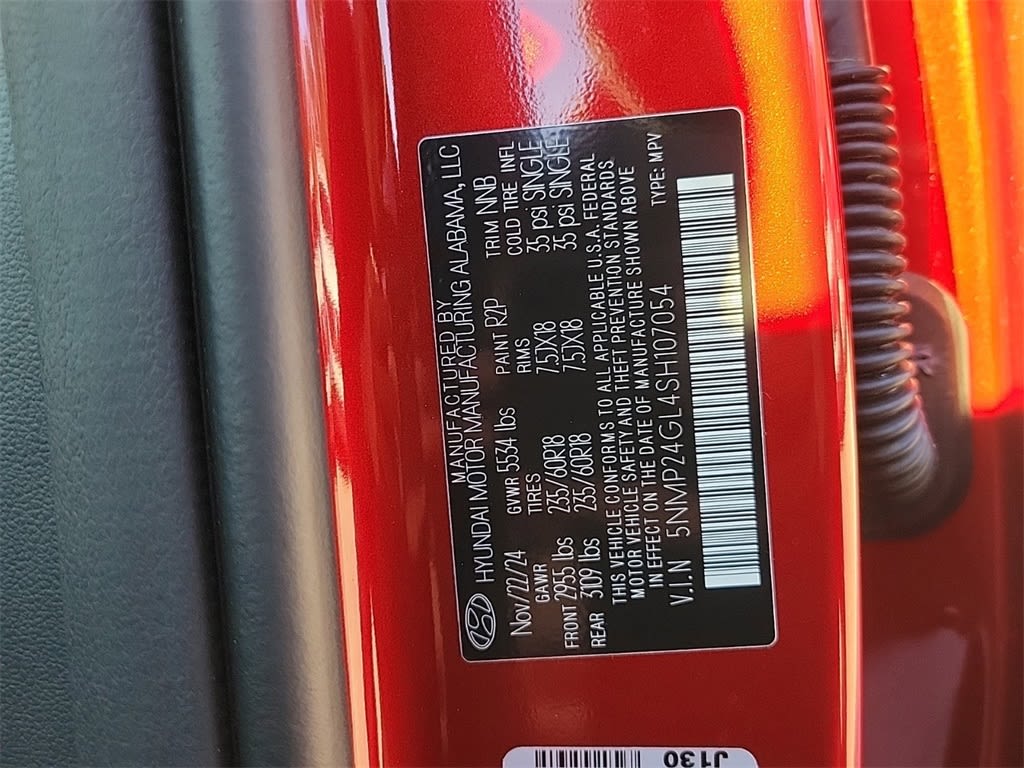 MANUFACTURED BY
HYUNDAI MOTOR MANUFACTURING ALABAMA, LLC
Nov/22/24 GVWR 5534 lbs PAINT R2P TRIM NNB
GAWR TIRES RIMS COLD TIRE INFL
FRONT 2955 lbs 235/60R18 7.5JX18 35 psi SINGLE
REAR 3109 lbs 235/60R18 7.5JX18 35 psi SINGLE
THIS VEHICLE CONFORMS TO ALL APPLICABLE U.S.A. FEDERAL
MOTOR VEHICLE SAFETY AND THEFT PREVENTION STANDARDS
IN EFFECT ON THE DATE OF MANUFACTURE SHOWN ABOVE
V.I.N 5NMP24GL4SH107054 TYPE: MPV
J130